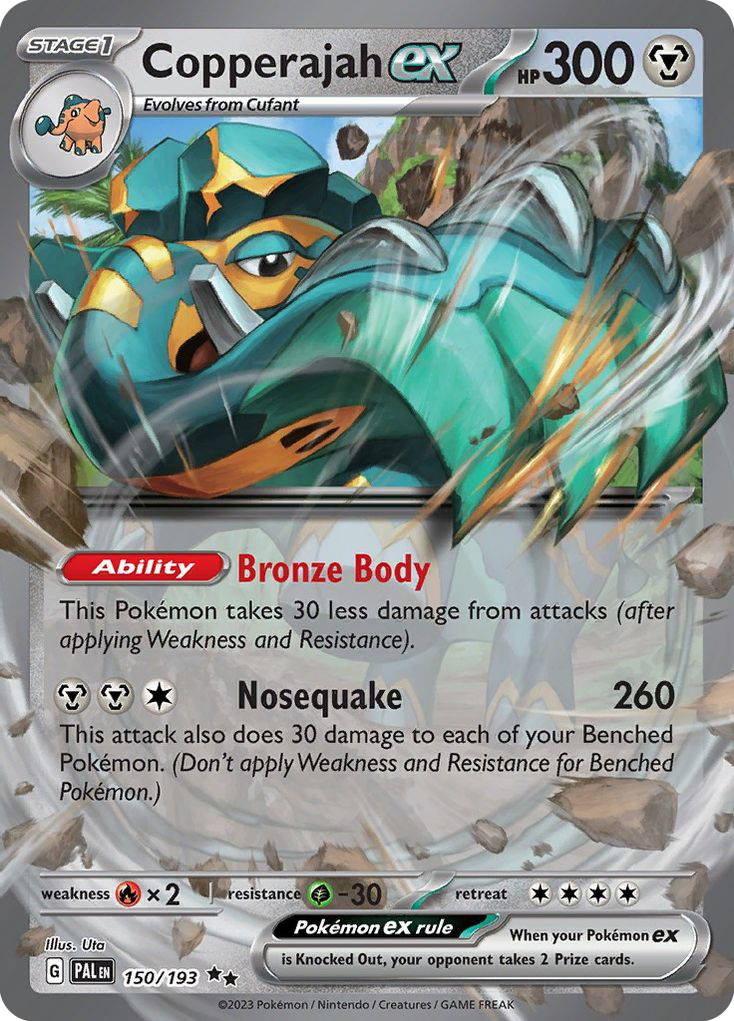 STAGE1
Copperajah ex
HP 300
Evolves from Cufant
Ability Bronze Body
This Pokémon takes 30 less damage from attacks (after
applying Weakness and Resistance).
Nosequake 260
This attack also does 30 damage to each of your Benched
Pokémon. (Don't apply Weakness and Resistance for Benched
Pokémon.)
weakness ×2 resistance -30 retreat
Illus. Uta
Pokémon ex rule
When your Pokémon ex
is Knocked Out, your opponent takes 2 Prize cards.
G PAL EN 150/193
©2023 Pokémon / Nintendo / Creatures / GAME FREAK